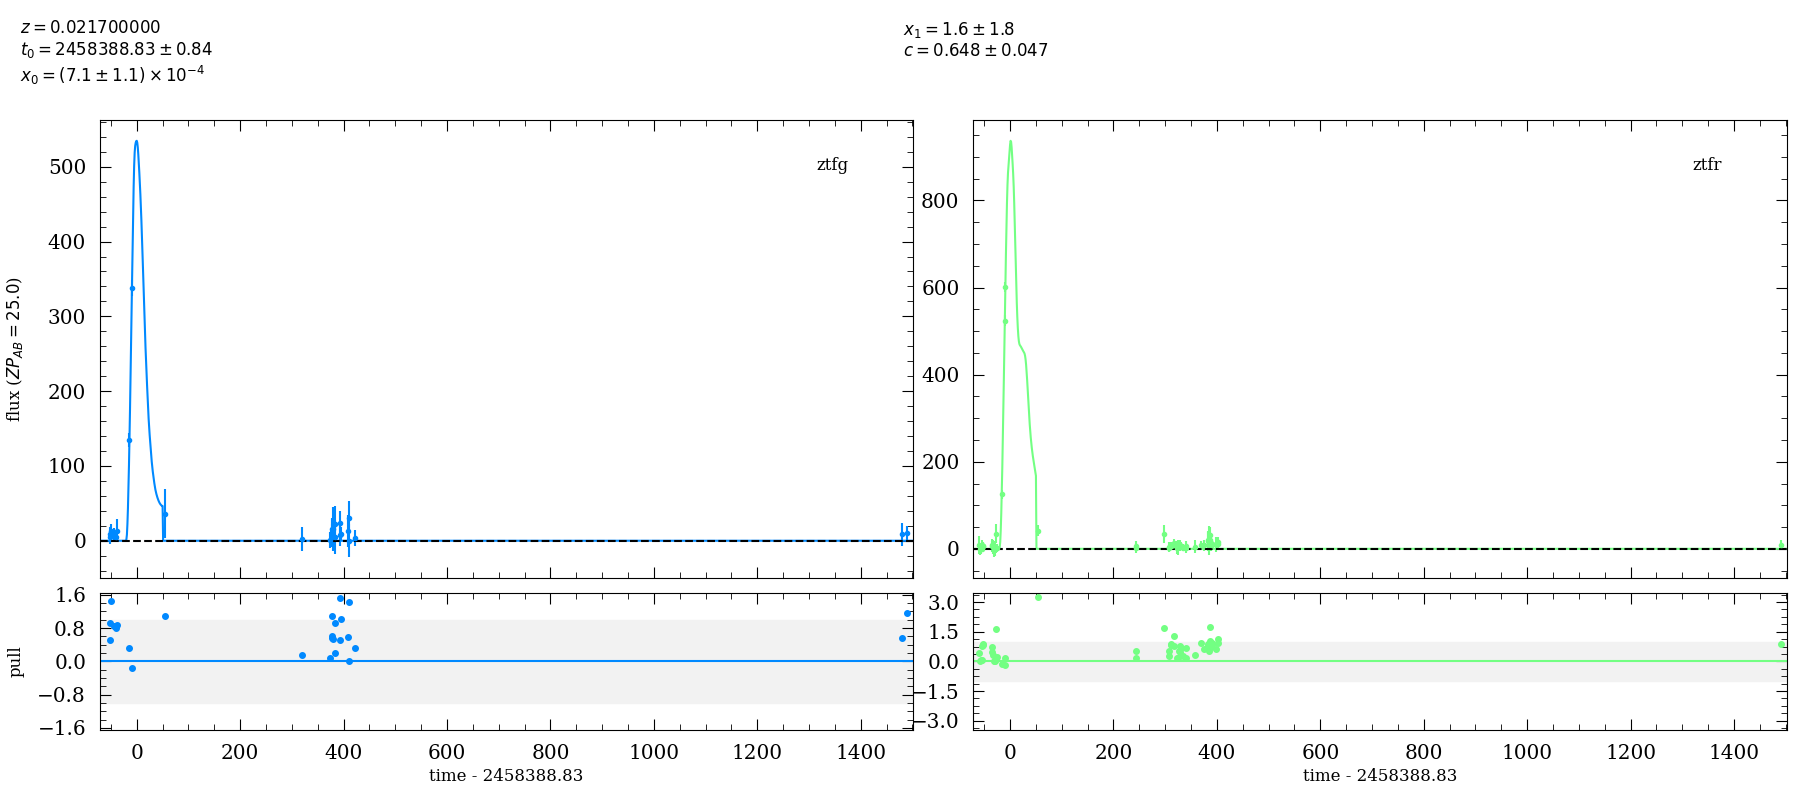 z = 0.021700000
t₀ = 2458388.83 ± 0.84
x₀ = (7.1 ± 1.1) × 10⁻⁴
x₁ = 1.6 ± 1.8
c = 0.648 ± 0.047
ztfg
500
400
300
200
100
0
flux (ZP_AB = 25.0)
1.6
0.8
0.0
−0.8
−1.6
pull
0 200 400 600 800 1000 1200 1400
time - 2458388.83
ztfr
800
600
400
200
0
3.0
1.5
0.0
−1.5
−3.0
0 200 400 600 800 1000 1200 1400
time - 2458388.83